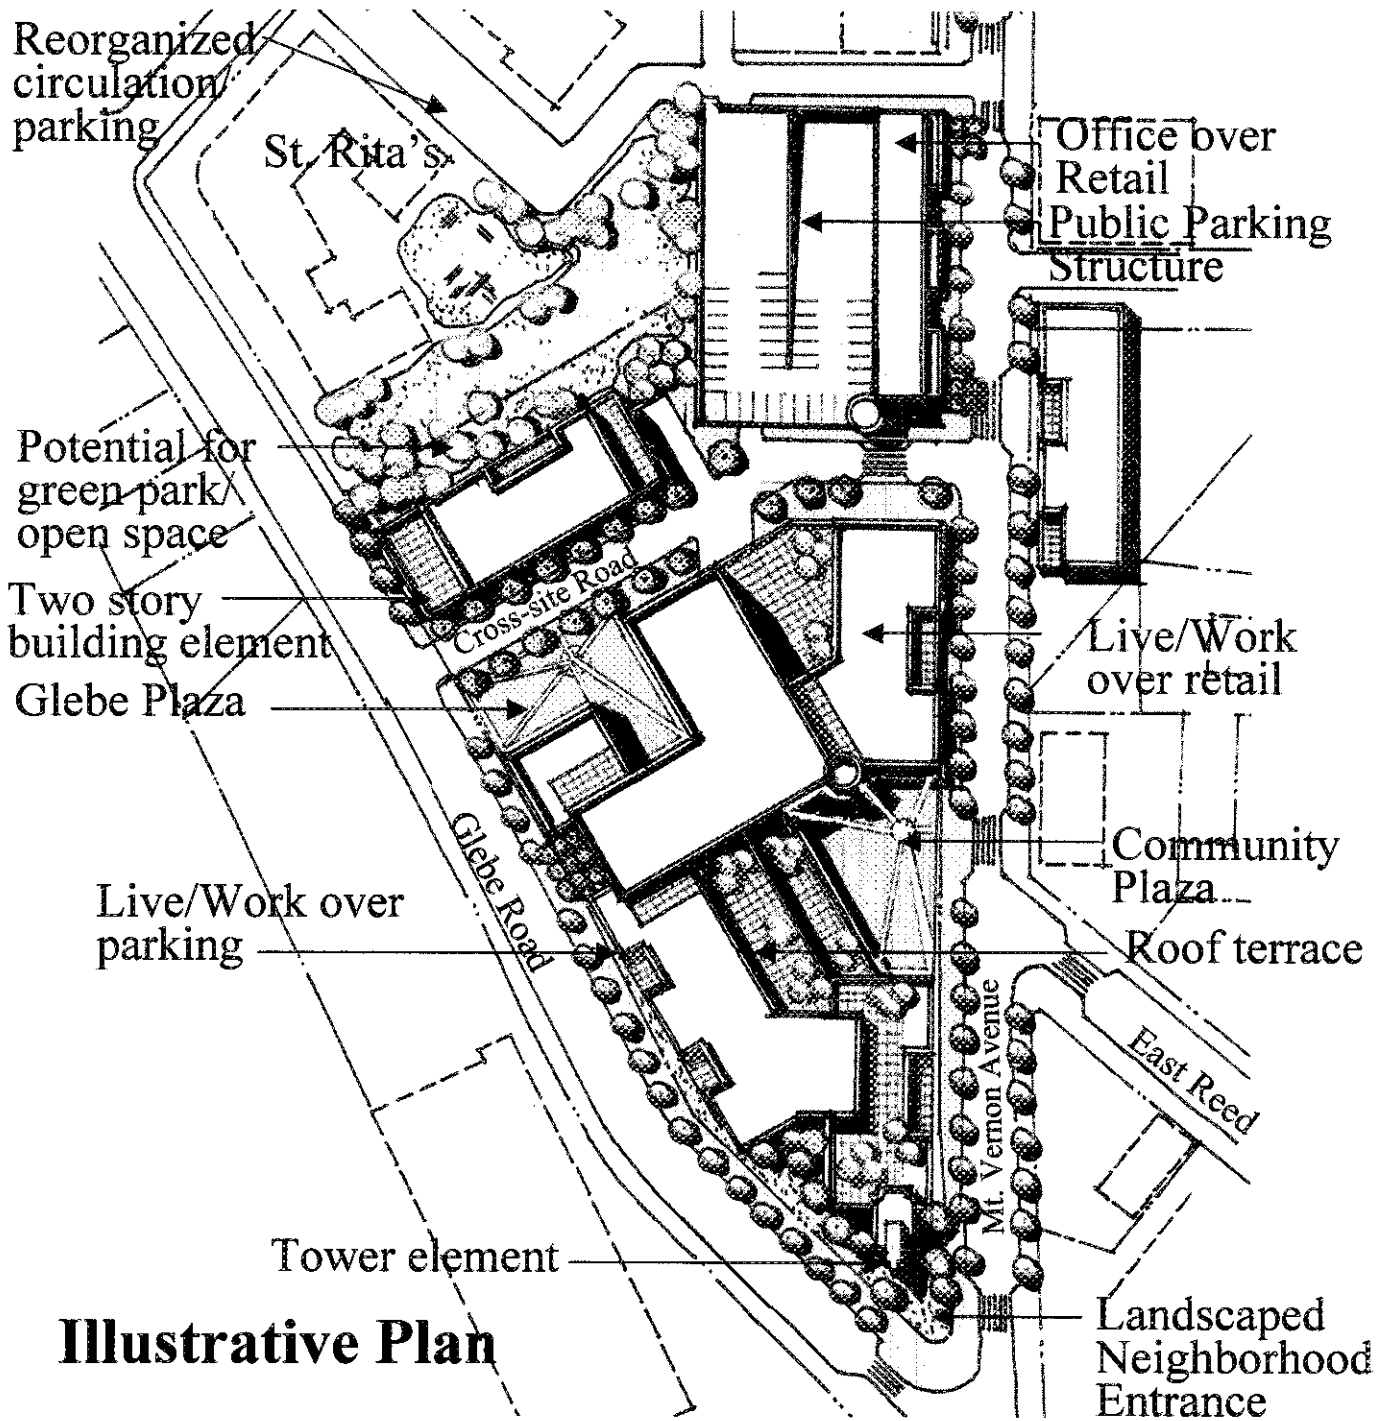 Reorganized
circulation/
parking
St. Rita's
Office over
Retail
Public Parking
Structure
Potential for
green park/
open space
Two story
building element
Cross-site Road
Glebe Plaza
Live/Work
over retail
Glebe Road
Community
Plaza
Live/Work over
parking
Roof terrace
Mt. Vernon Avenue
East Reed
Tower element
Illustrative Plan
Landscaped
Neighborhood
Entrance